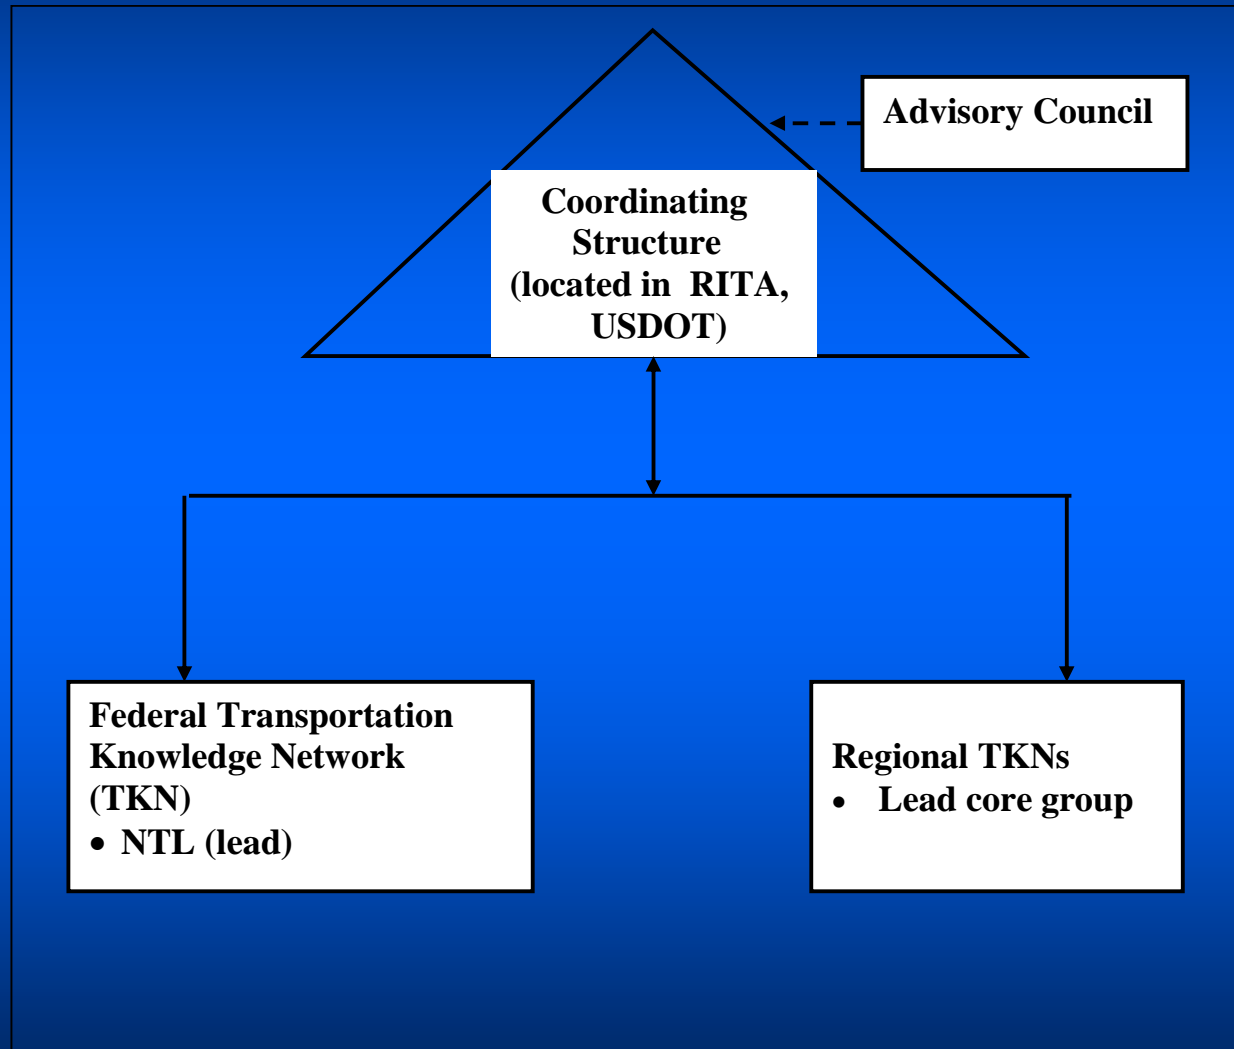 Advisory Council
Coordinating
Structure
(located in RITA,
USDOT)
Federal Transportation
Knowledge Network
(TKN)
• NTL (lead)
Regional TKNs
• Lead core group